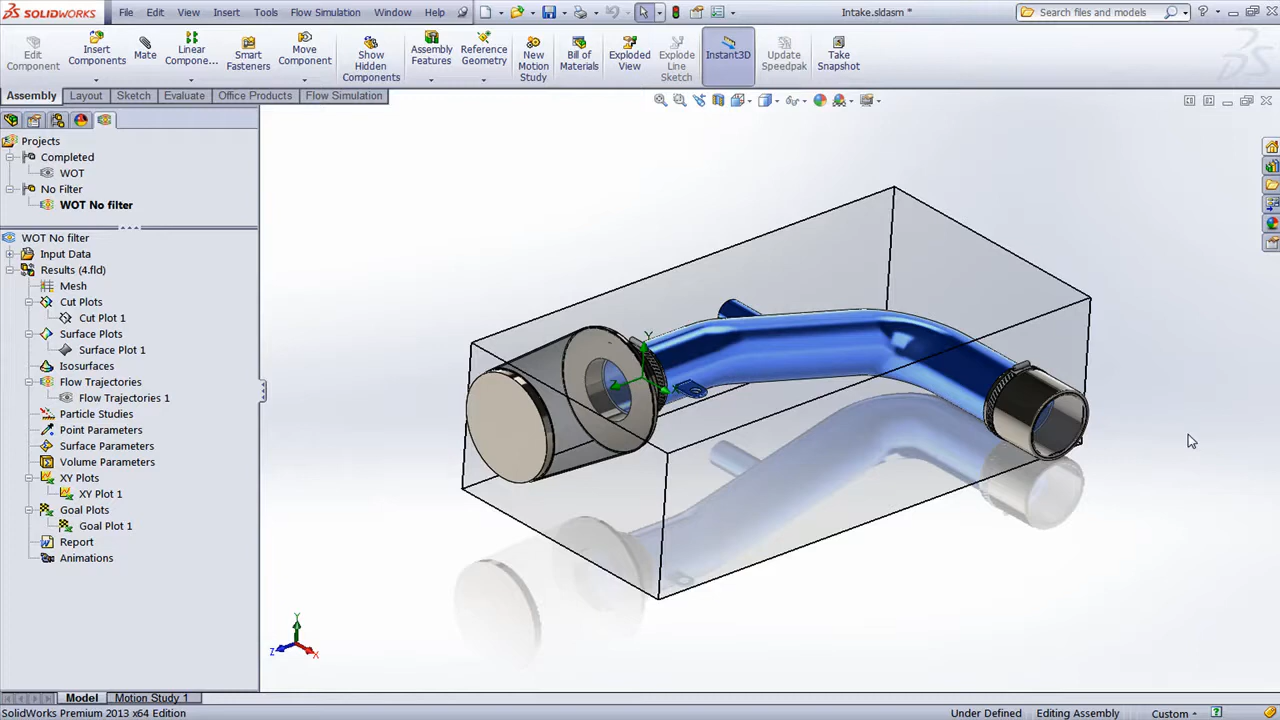 SOLIDWORKS File Edit View Insert Tools Flow Simulation Window Help Intake.sldasm * Search files and models
Edit Component Insert Components Mate Linear Compone... Smart Fasteners Move Component Show Hidden Components Assembly Features Reference Geometry New Motion Study Bill of Materials Exploded View Explode Line Sketch Instant3D Update Speedpak Take Snapshot
Assembly Layout Sketch Evaluate Office Products Flow Simulation
Projects
Completed
WOT
No Filter
WOT No filter
WOT No filter
Input Data
Results (4.fld)
Mesh
Cut Plots
Cut Plot 1
Surface Plots
Surface Plot 1
Isosurfaces
Flow Trajectories
Flow Trajectories 1
Particle Studies
Point Parameters
Surface Parameters
Volume Parameters
XY Plots
XY Plot 1
Goal Plots
Goal Plot 1
Report
Animations
Y
Z
Y
Z
X
Model Motion Study 1
SolidWorks Premium 2013 x64 Edition Under Defined Editing Assembly Custom